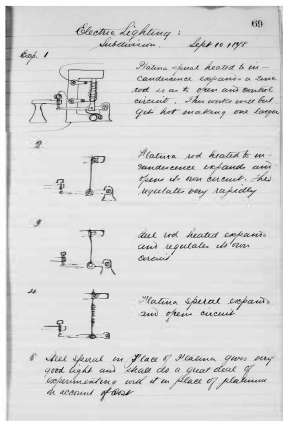 69
Electric Lighting:
Subdivision. Sept 10, 1878
Exp. 1
Platina spiral heated to in-
candescence expands a zinc
rod so as to open and control
circuit. This works well but
get hot making one larger
2
Platina rod heated to in
candescence expands and
opens its own circuit. This
regulates very rapidly
3
Steel rod heated expands
and regulates its own
circuit
4
Platina speral expands
and opens circuit
5 Steel spiral in Place of Platina gives very
good light and shall do a great deal of
experimenting with it in place of platinum
on account of cost